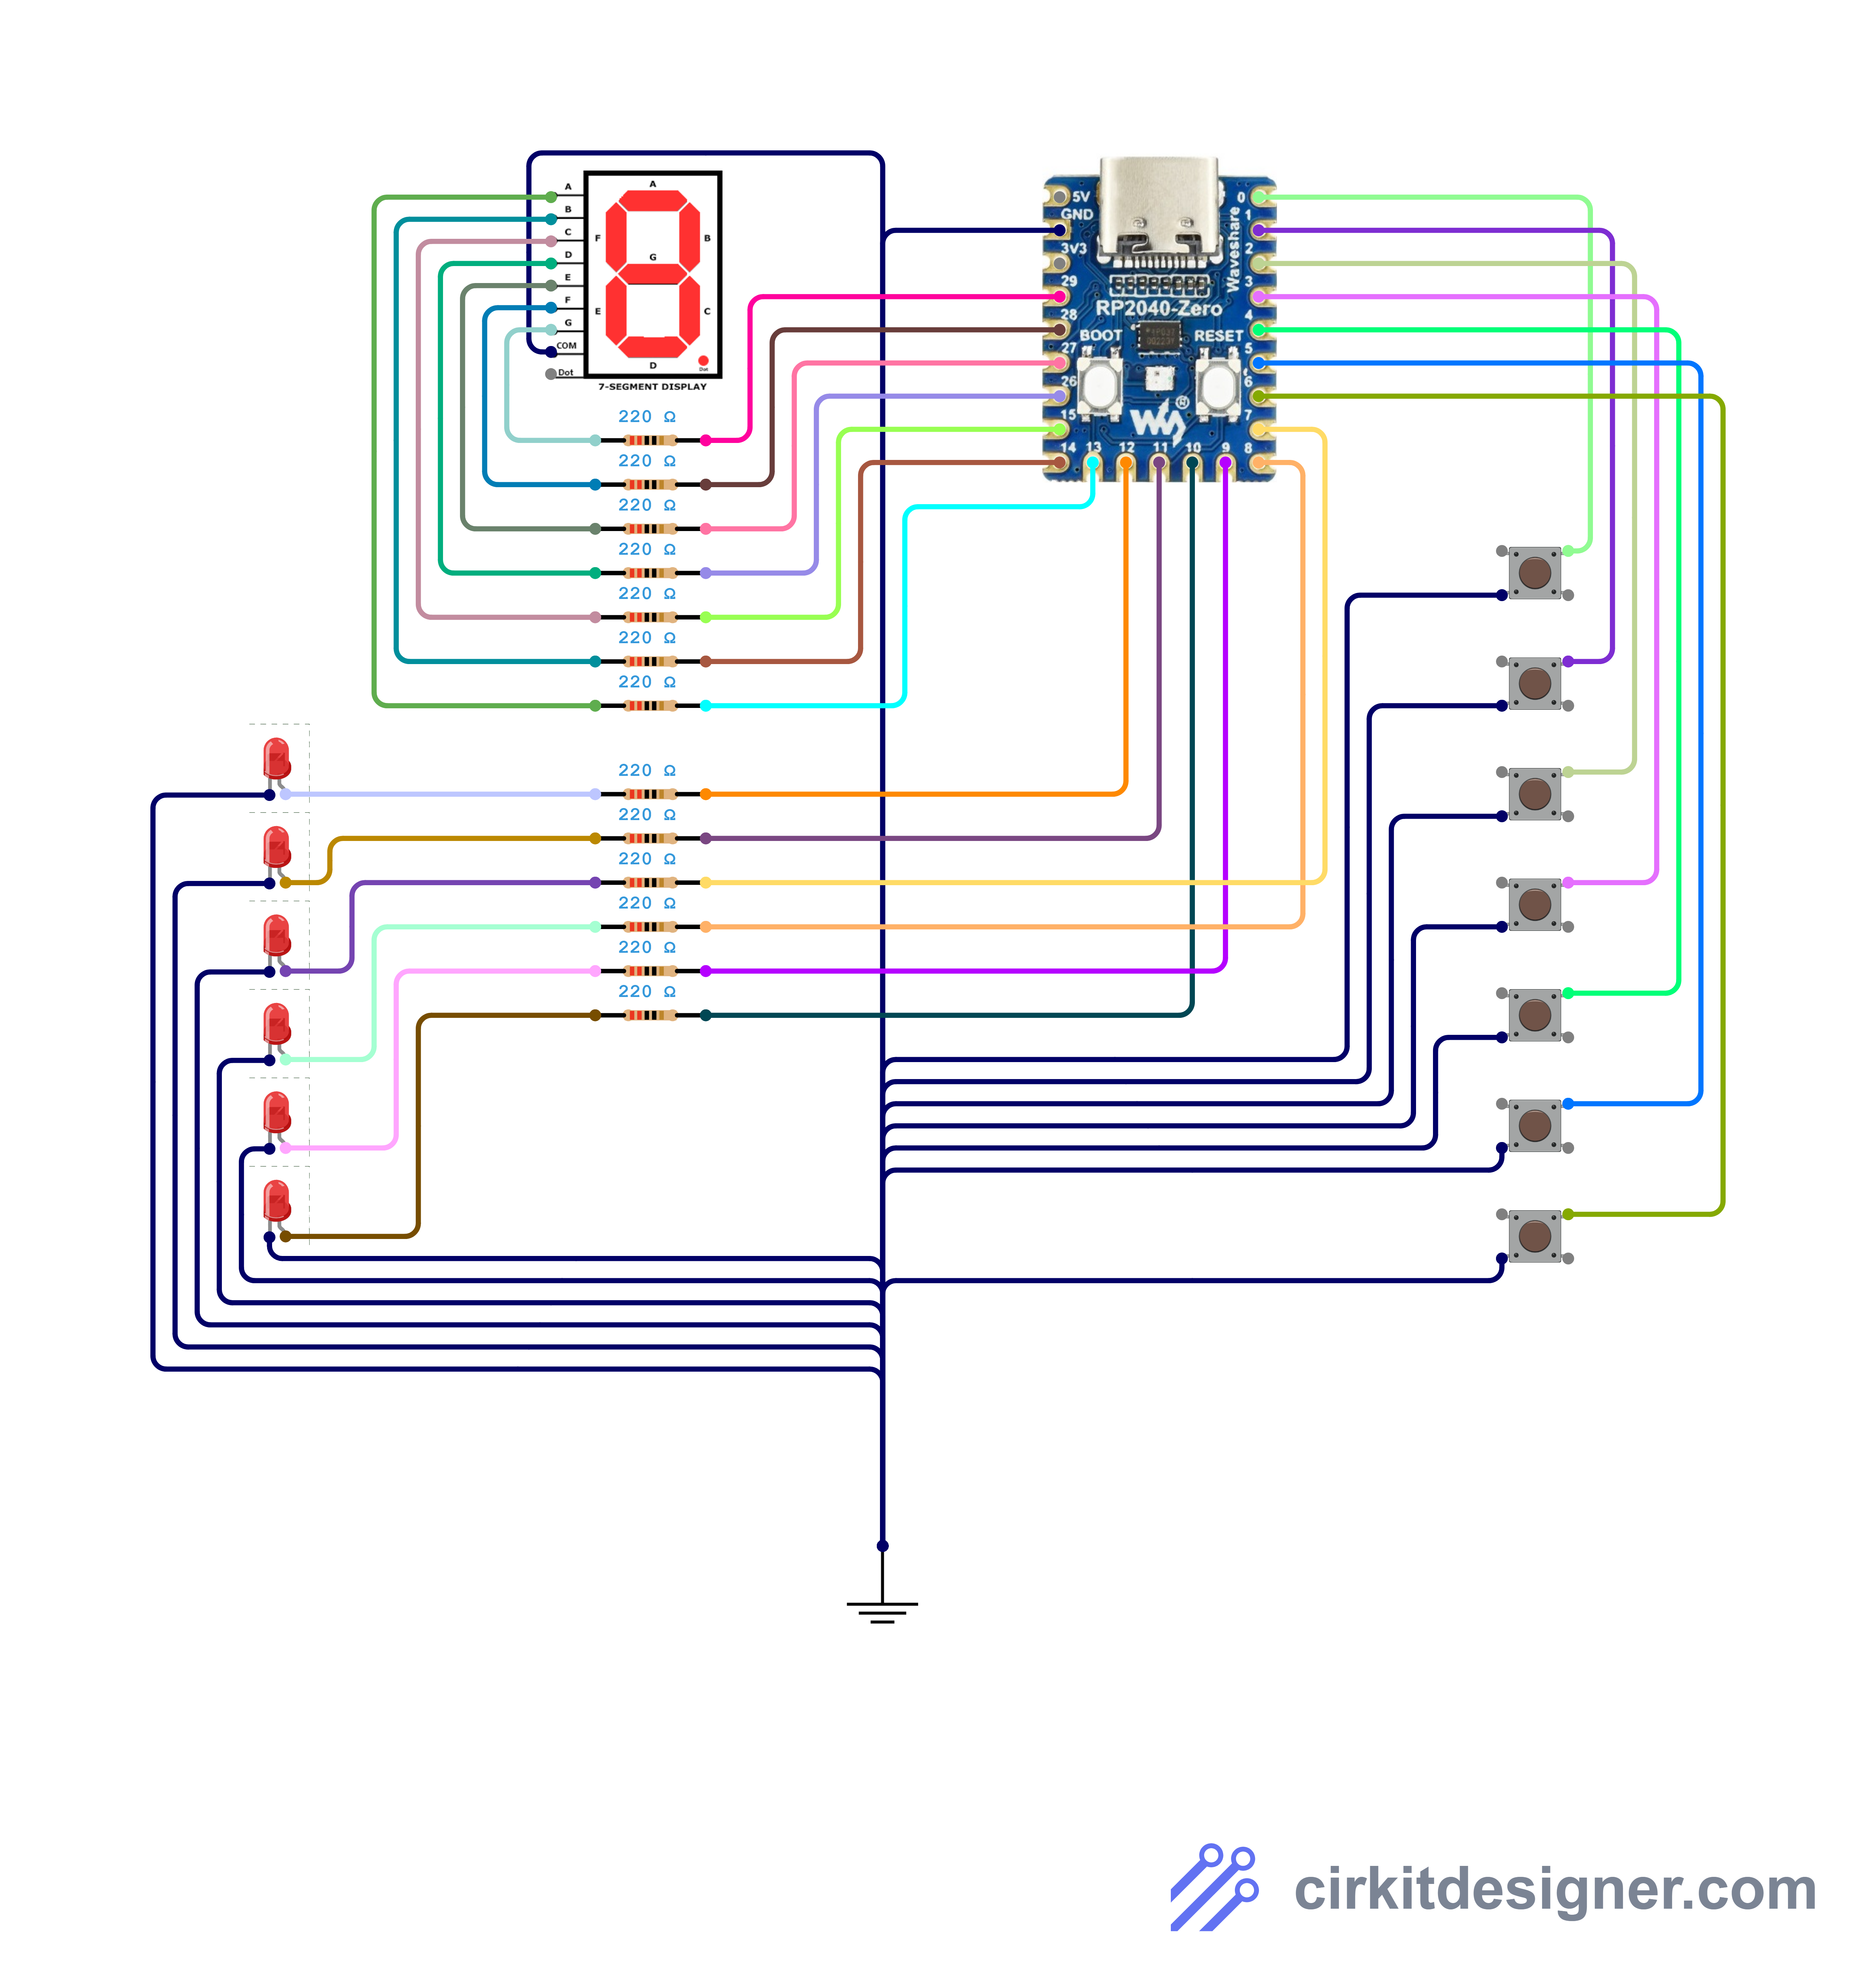 A
B
C
D
E
F
G
COM
Dot
A
F
B
G
E
C
D
Dot
7-SEGMENT DISPLAY
5V
GND
3V3
29
28
27
26
15
14
13
12
11
10
9
8
7
6
5
4
3
2
1
0
Waveshare
RP2040-Zero
BOOT
RESET
®
220 Ω
220 Ω
220 Ω
220 Ω
220 Ω
220 Ω
220 Ω
220 Ω
220 Ω
220 Ω
220 Ω
220 Ω
220 Ω
cirkitdesigner.com